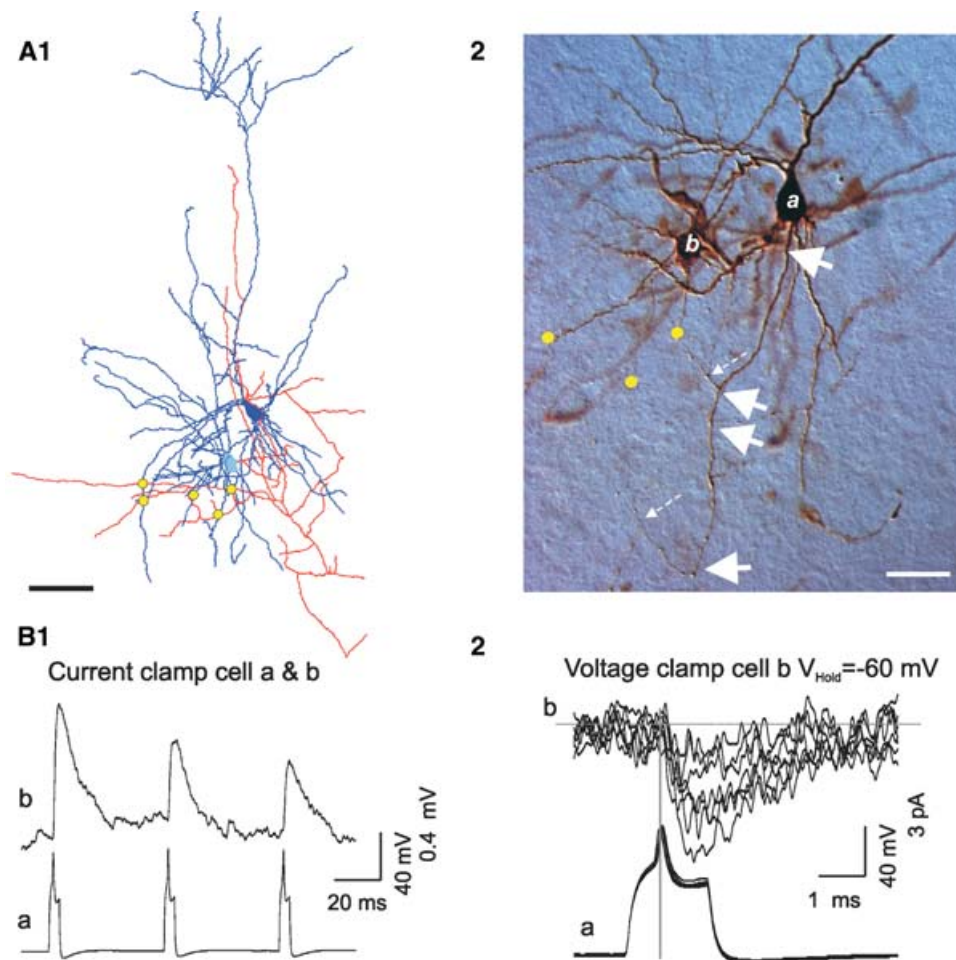 A1
2
a
b
B1
Current clamp cell a & b
b
a
20 ms
40 mV
0.4 mV
2
Voltage clamp cell b V_Hold=-60 mV
b
a
1 ms
40 mV
3 pA